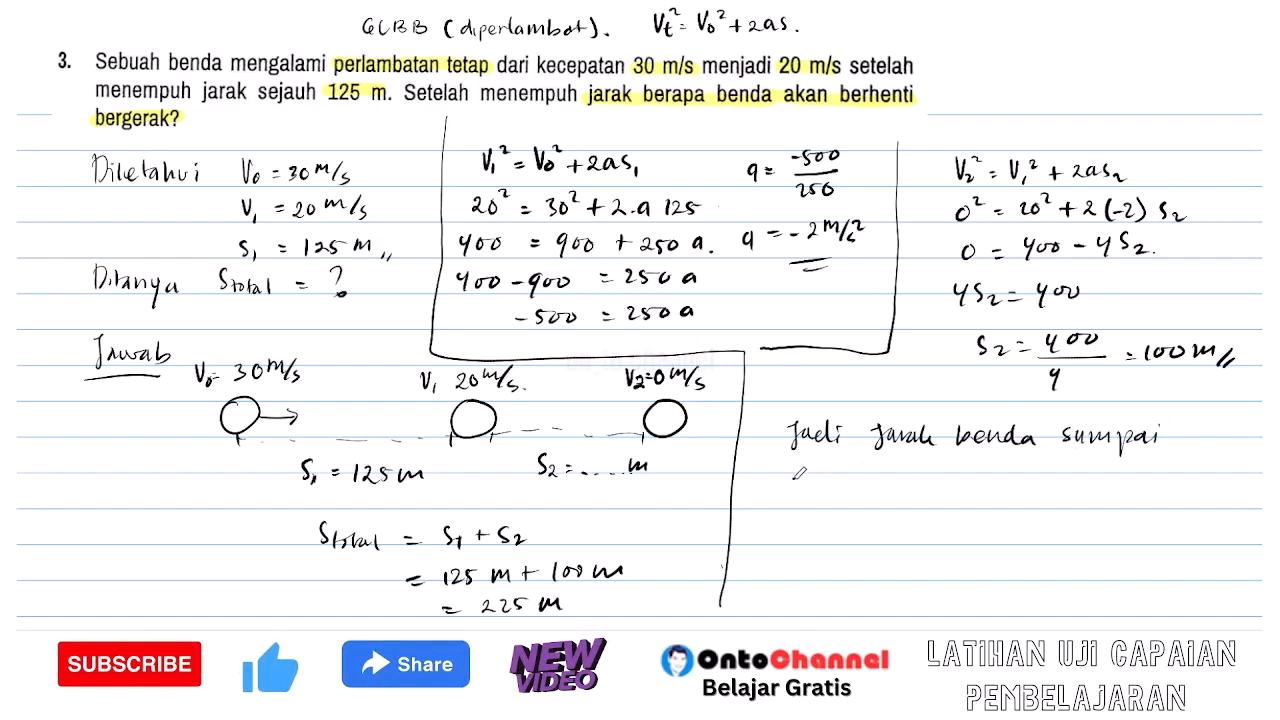 GLBB (diperlambat). Vt² = V0² + 2as.
3. Sebuah benda mengalami perlambatan tetap dari kecepatan 30 m/s menjadi 20 m/s setelah
menempuh jarak sejauh 125 m. Setelah menempuh jarak berapa benda akan berhenti
bergerak?
Diketahui V0 = 30 m/s
V1 = 20 m/s
S1 = 125 m //
Ditanya Stotal = ?
Jawab
V0 = 30 m/s V1 20 m/s. V2 = 0 m/s
S1 = 125 m S2 = .... m
Stotal = S1 + S2
= 125 m + 100 m
= 225 m
V1² = V0² + 2as1
20² = 30² + 2.a 125
400 = 900 + 250 a.
400 - 900 = 250 a
-500 = 250 a
a = -500/250
a = -2 m/s²
V2² = V1² + 2as2
0² = 20² + 2 (-2) S2
0 = 400 - 4S2.
4S2 = 400
S2 = 400/4 = 100 m //
Jadi jarak benda sampai
SUBSCRIBE
Share
NEW
VIDEO
OntoChannel
Belajar Gratis
LATIHAN UJI CAPAIAN
PEMBELAJARAN